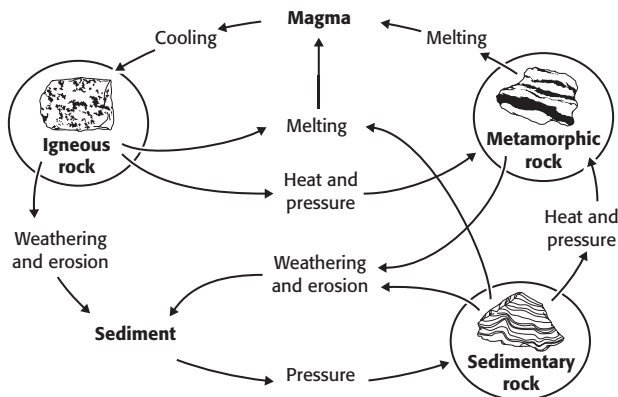 Magma
Cooling
Melting
Igneous
rock
Melting
Metamorphic
rock
Heat and
pressure
Heat and
pressure
Weathering
and erosion
Weathering
and erosion
Sediment
Pressure
Sedimentary
rock